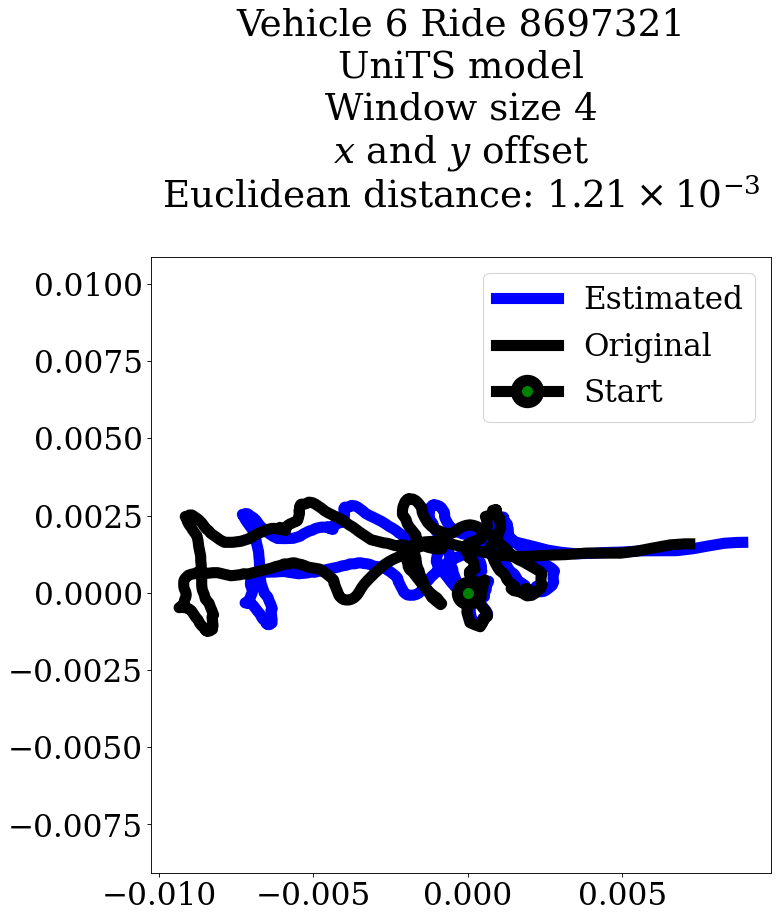 Vehicle 6 Ride 8697321
UniTS model
Window size 4
x and y offset
Euclidean distance: 1.21 × 10⁻³
Estimated
Original
Start
0.0100
0.0075
0.0050
0.0025
0.0000
−0.0025
−0.0050
−0.0075
−0.010 −0.005 0.000 0.005